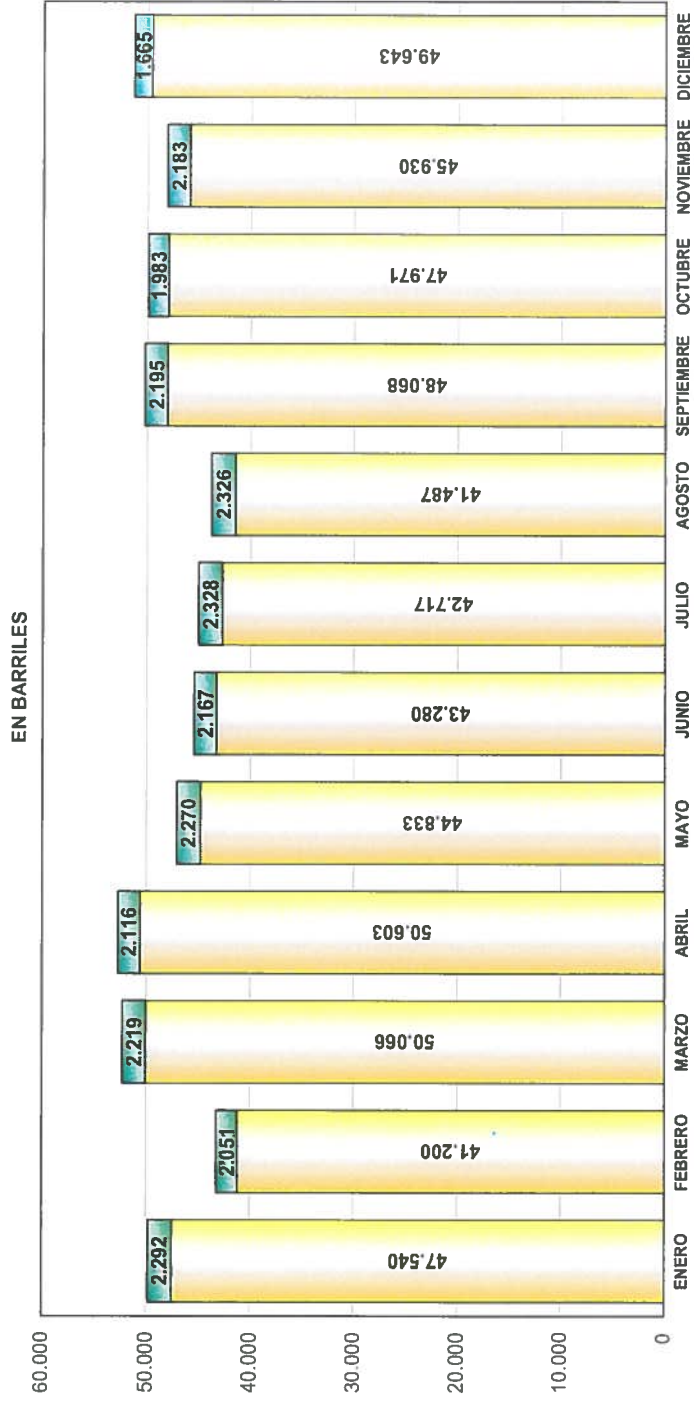 EN BARRILES
60.000
50.000
40.000
30.000
20.000
10.000
0
2.292
2.051
2.219
2.116
2.270
2.167
2.328
2.326
2.195
1.983
2.183
1.665
47.540
41.200
50.066
50.603
44.833
43.280
42.717
41.487
48.068
47.971
45.930
49.643
ENERO
FEBRERO
MARZO
ABRIL
MAYO
JUNIO
JULIO
AGOSTO
SEPTIEMBRE
OCTUBRE
NOVIEMBRE
DICIEMBRE